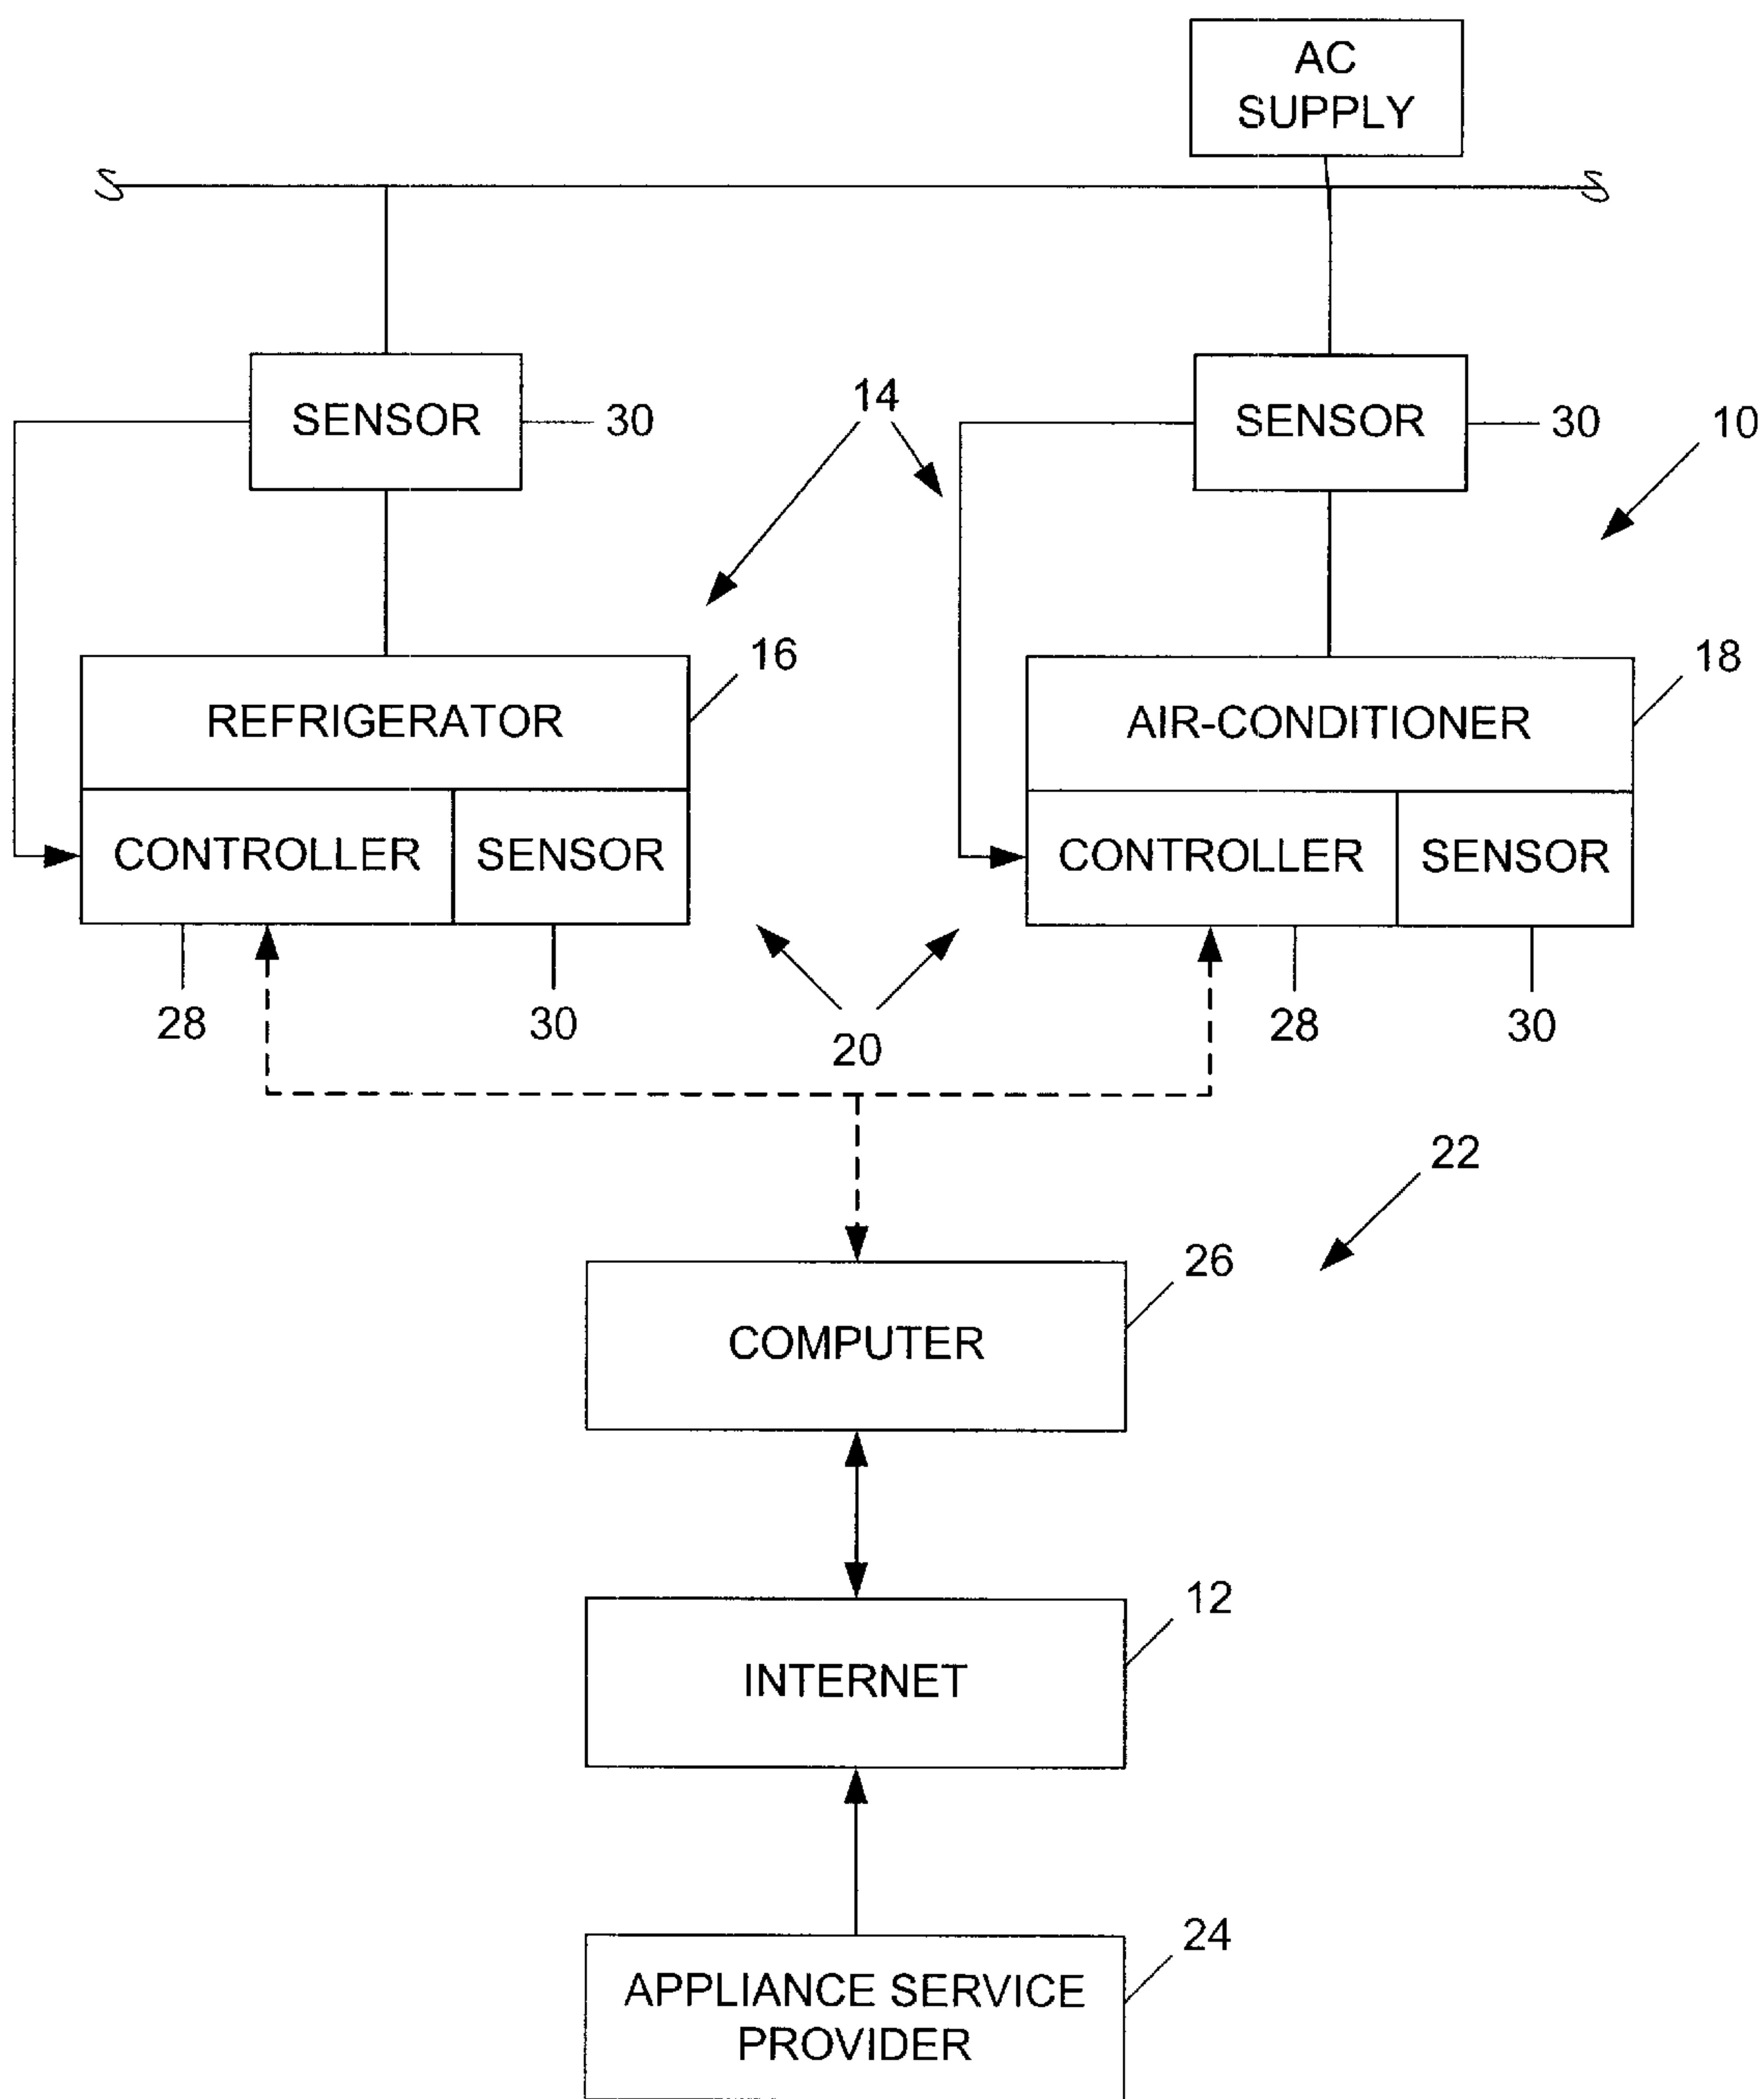 AC
SUPPLY
14
SENSOR
30
SENSOR
30
10
16
18
REFRIGERATOR
AIR-CONDITIONER
CONTROLLER
SENSOR
CONTROLLER
SENSOR
28
30
20
28
30
22
26
COMPUTER
12
INTERNET
24
APPLIANCE SERVICE
PROVIDER